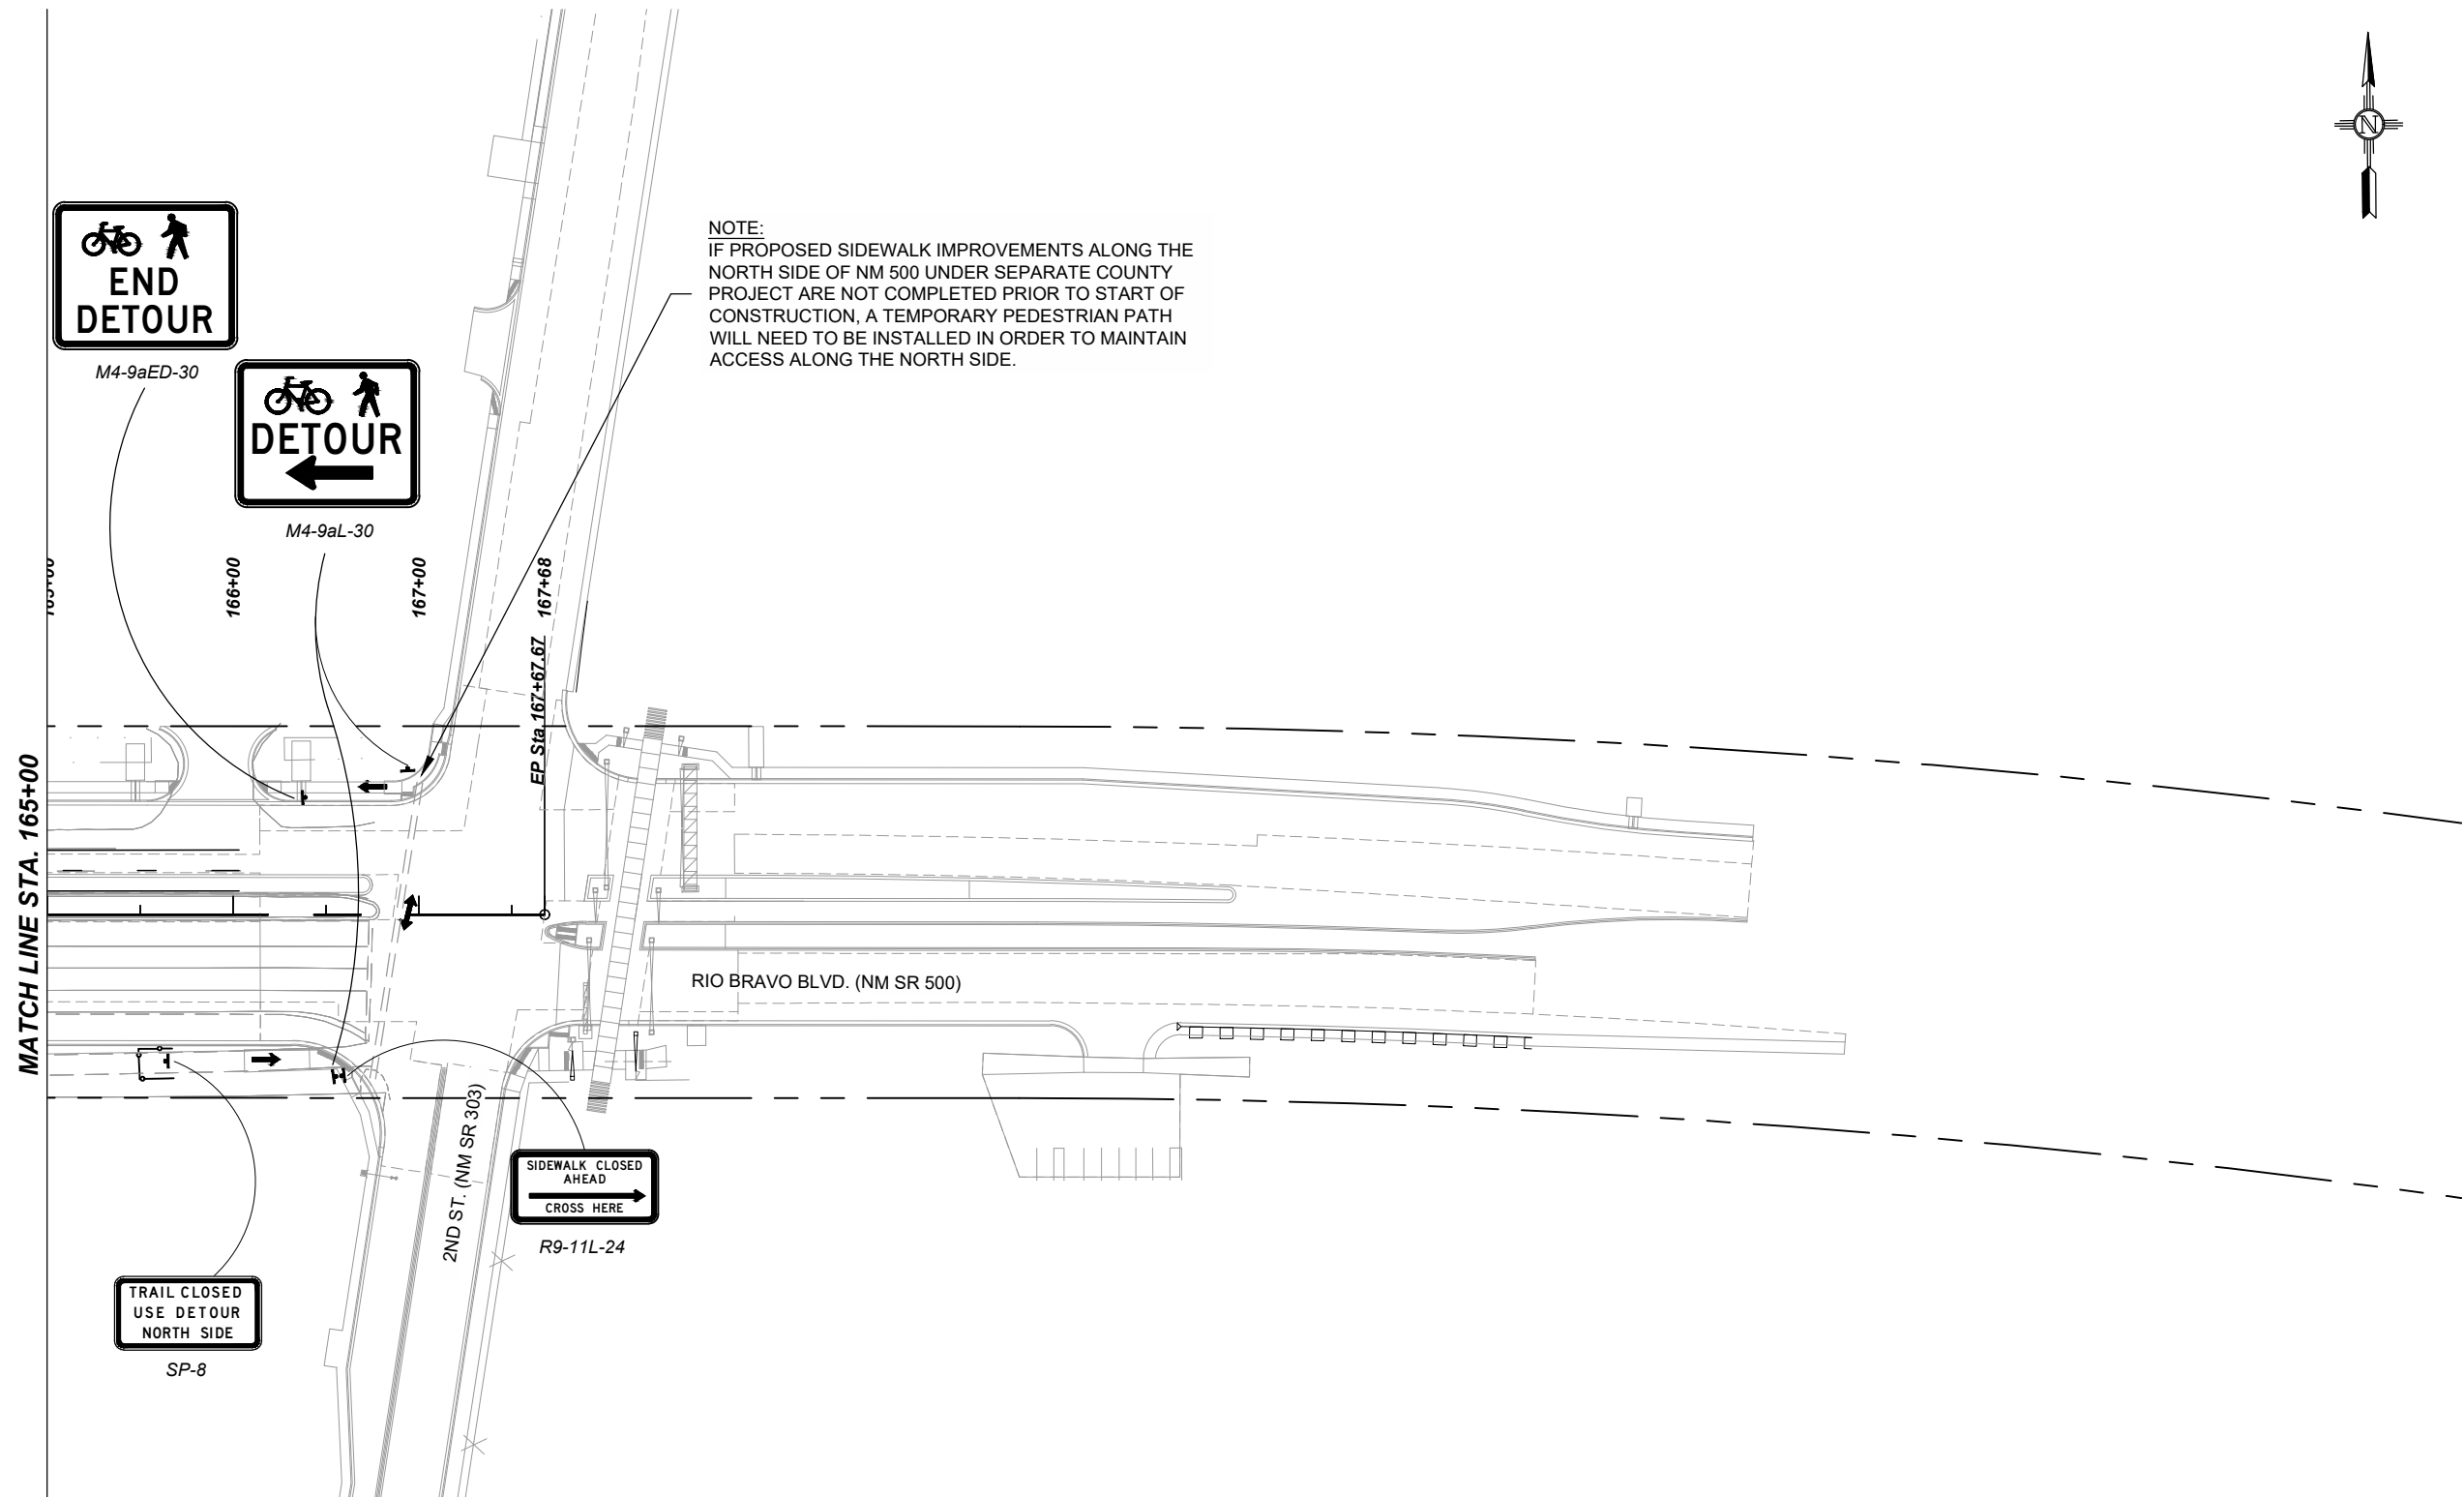 N
NOTE:
IF PROPOSED SIDEWALK IMPROVEMENTS ALONG THE
NORTH SIDE OF NM 500 UNDER SEPARATE COUNTY
PROJECT ARE NOT COMPLETED PRIOR TO START OF
CONSTRUCTION, A TEMPORARY PEDESTRIAN PATH
WILL NEED TO BE INSTALLED IN ORDER TO MAINTAIN
ACCESS ALONG THE NORTH SIDE.
END
DETOUR
M4-9aED-30
DETOUR
M4-9aL-30
166+00
167+00
167+68
EP Sta. 167+67.67
MATCH LINE STA. 165+00
RIO BRAVO BLVD. (NM SR 500)
2ND ST. (NM SR 303)
SIDEWALK CLOSED
AHEAD
CROSS HERE
R9-11L-24
TRAIL CLOSED
USE DETOUR
NORTH SIDE
SP-8